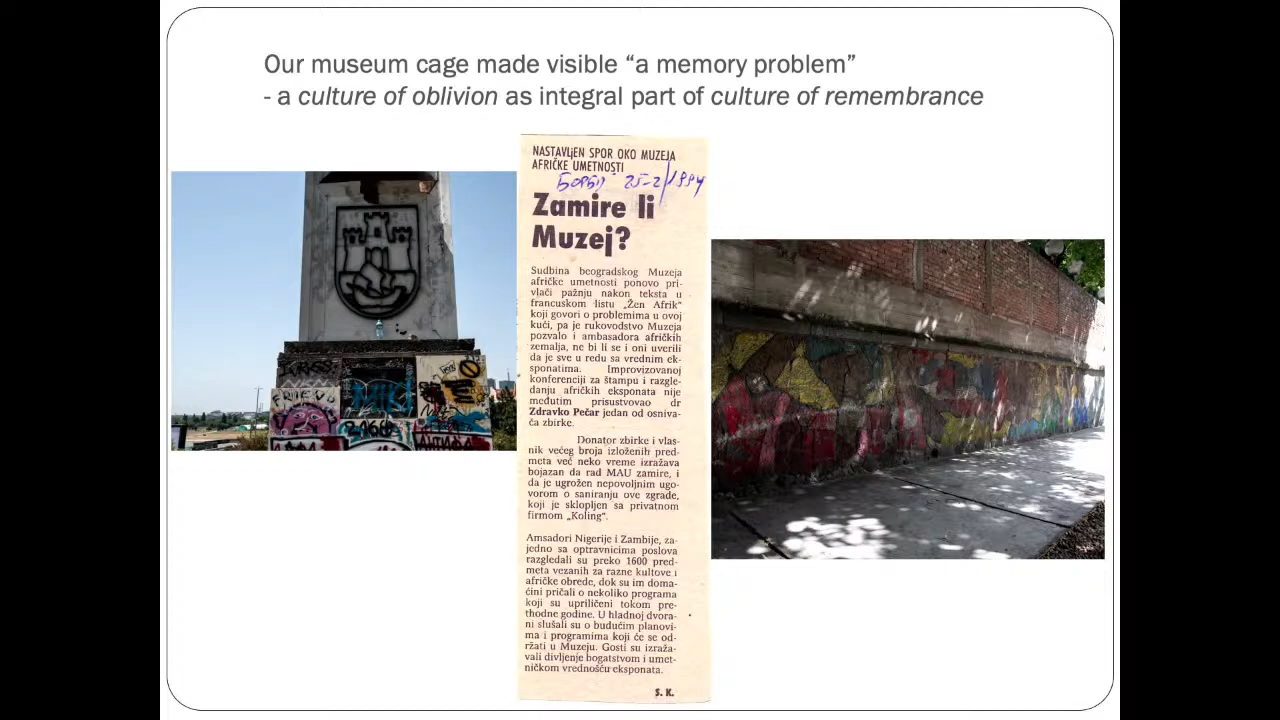 Our museum cage made visible “a memory problem”
- a culture of oblivion as integral part of culture of remembrance
NASTAVLJEN SPOR OKO MUZEJA
AFRIČKE UMETNOSTI
25-2/1994
Zamire li
Muzej?
Sudbina beogradskog Muzeja
afričke umetnosti ponovo pri-
vlači pažnju nakon teksta u
francuskom listu „Žen Afrik“
koji govori o problemima u ovoj
kući, pa je rukovodstvo Muzeja
pozvalo i ambasadora afričkih
zemalja, ne bi li se i oni uverili
da je sve u redu sa vrednim ek-
sponatima. Improvizovanoj
konferenciji za štampu i razgle-
danju afričkih eksponata nije
međutim prisustvovao dr
Zdravko Pečar jedan od osniva-
ča zbirke.
Donator zbirke i vlas-
nik većeg broja izloženih pred-
meta već neko vreme izražava
bojazan da rad MAU zamire, i
da je ugrožen nepovoljnim ugo-
vorom o saniranju ove zgrade,
koji je sklopljen sa privatnom
firmom „Koling“.
Amsadori Nigerije i Zambije, za-
jedno sa optravnicima poslova
razgledali su preko 1600 pred-
meta vezanih za razne kultove i
afričke obrede, dok su im doma-
ćini pričali o nekoliko programa
koji su upriličeni tokom pre-
thodne godine. U hladnoj dvora-
ni slušali su o budućim planovi-
ma i programima koji će se od-
ržati u Muzeju. Gosti su izraža-
vali divljenje bogatstvom i umet-
ničkom vrednošću eksponata.
S. K.